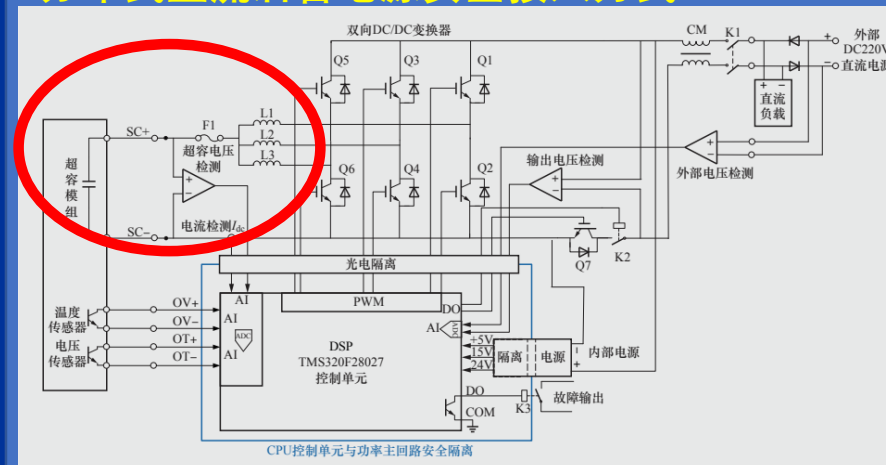 双向DC/DC变换器
CM
K1
+
外部
DC220V
−
直流电源
Q5
Q3
Q1
+ −
直流
负载
SC+
F1
L1
L2
L3
超容电压
检测
超
容
模
组
+
−
Q6
Q4
Q2
输出电压检测
+
−
+
−
外部电压检测
SC−
电流检测Idc
Q7
K2
光电隔离
温度
传感器
电压
传感器
OV+
OV−
OT+
OT−
AI
AI
AI
ADC
PWM
DO
AI
ADC
DSP
TMS320F28027
控制单元
+5V
15V
24V
隔离
电源
−
+
内部电源
DO
COM
K3
故障输出
CPU控制单元与功率主回路安全隔离